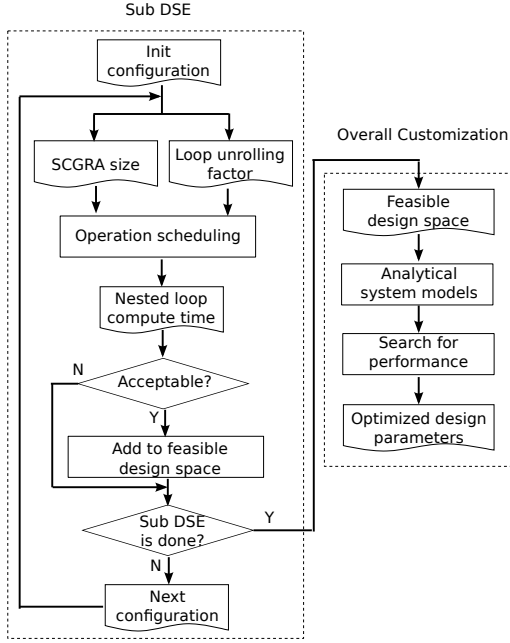 Sub DSE
Init
configuration
SCGRA size
Loop unrolling
factor
Operation scheduling
Nested loop
compute time
Acceptable?
N
Y
Add to feasible
design space
Sub DSE
is done?
Y
N
Next
configuration
Overall Customization
Feasible
design space
Analytical
system models
Search for
performance
Optimized design
parameters